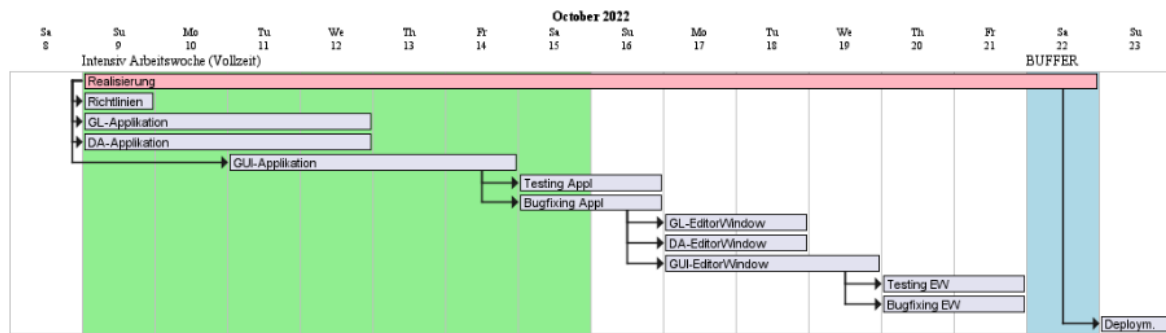 October 2022
Sa Su Mo Tu We Th Fr Sa Su Mo Tu We Th Fr Sa Su
8 9 10 11 12 13 14 15 16 17 18 19 20 21 22 23
Intensiv Arbeitswoche (Vollzeit) BUFFER
Realisierung
Richtlinien
GL-Applikation
DA-Applikation
GUI-Applikation
Testing Appl
Bugfixing Appl
GL-EditorWindow
DA-EditorWindow
GUI-EditorWindow
Testing EW
Bugfixing EW
Deploym.